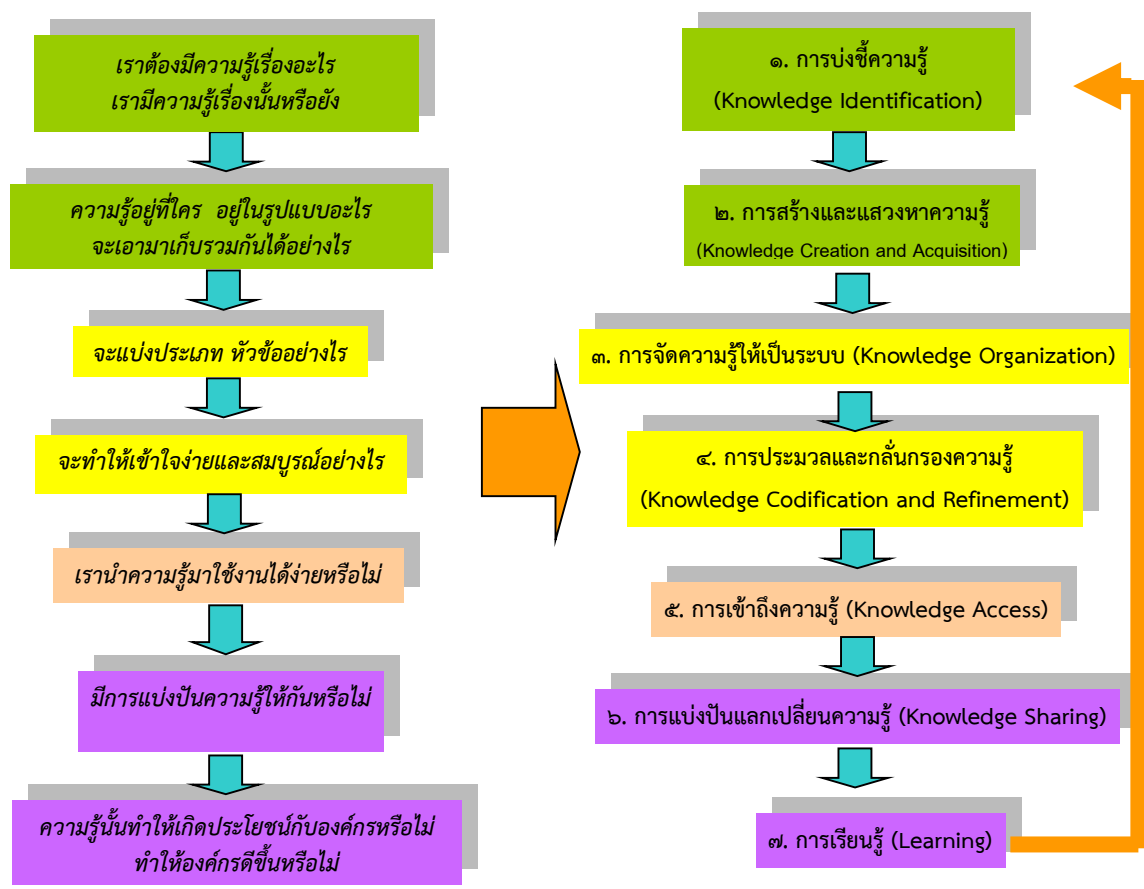 เราต้องมีความรู้เรื่องอะไร
เรามีความรู้เรื่องนั้นหรือยัง
ความรู้อยู่ที่ใคร อยู่ในรูปแบบอะไร
จะเอามาเก็บรวมกันได้อย่างไร
จะแบ่งประเภท หัวข้ออย่างไร
จะทำให้เข้าใจง่ายและสมบูรณ์อย่างไร
เรานำความรู้มาใช้งานได้ง่ายหรือไม่
มีการแบ่งปันความรู้ให้กันหรือไม่
ความรู้นั้นทำให้เกิดประโยชน์กับองค์กรหรือไม่
ทำให้องค์กรดีขึ้นหรือไม่
๑. การบ่งชี้ความรู้
(Knowledge Identification)
๒. การสร้างและแสวงหาความรู้
(Knowledge Creation and Acquisition)
๓. การจัดความรู้ให้เป็นระบบ (Knowledge Organization)
๔. การประมวลและกลั่นกรองความรู้
(Knowledge Codification and Refinement)
๕. การเข้าถึงความรู้ (Knowledge Access)
๖. การแบ่งปันแลกเปลี่ยนความรู้ (Knowledge Sharing)
๗. การเรียนรู้ (Learning)